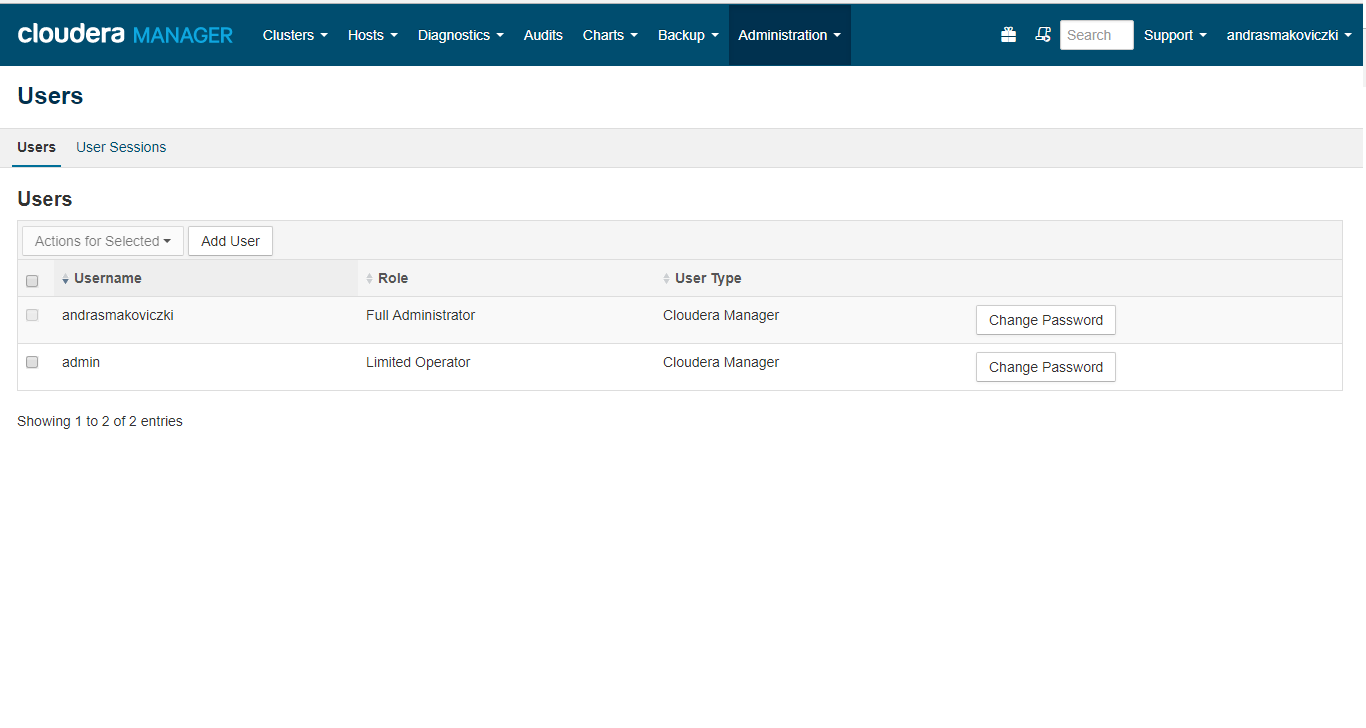 cloudera MANAGER Clusters Hosts Diagnostics Audits Charts Backup Administration Search Support andrasmakoviczki
Users
Users User Sessions
Users
Actions for Selected Add User
Username Role User Type
andrasmakoviczki Full Administrator Cloudera Manager Change Password
admin Limited Operator Cloudera Manager Change Password
Showing 1 to 2 of 2 entries